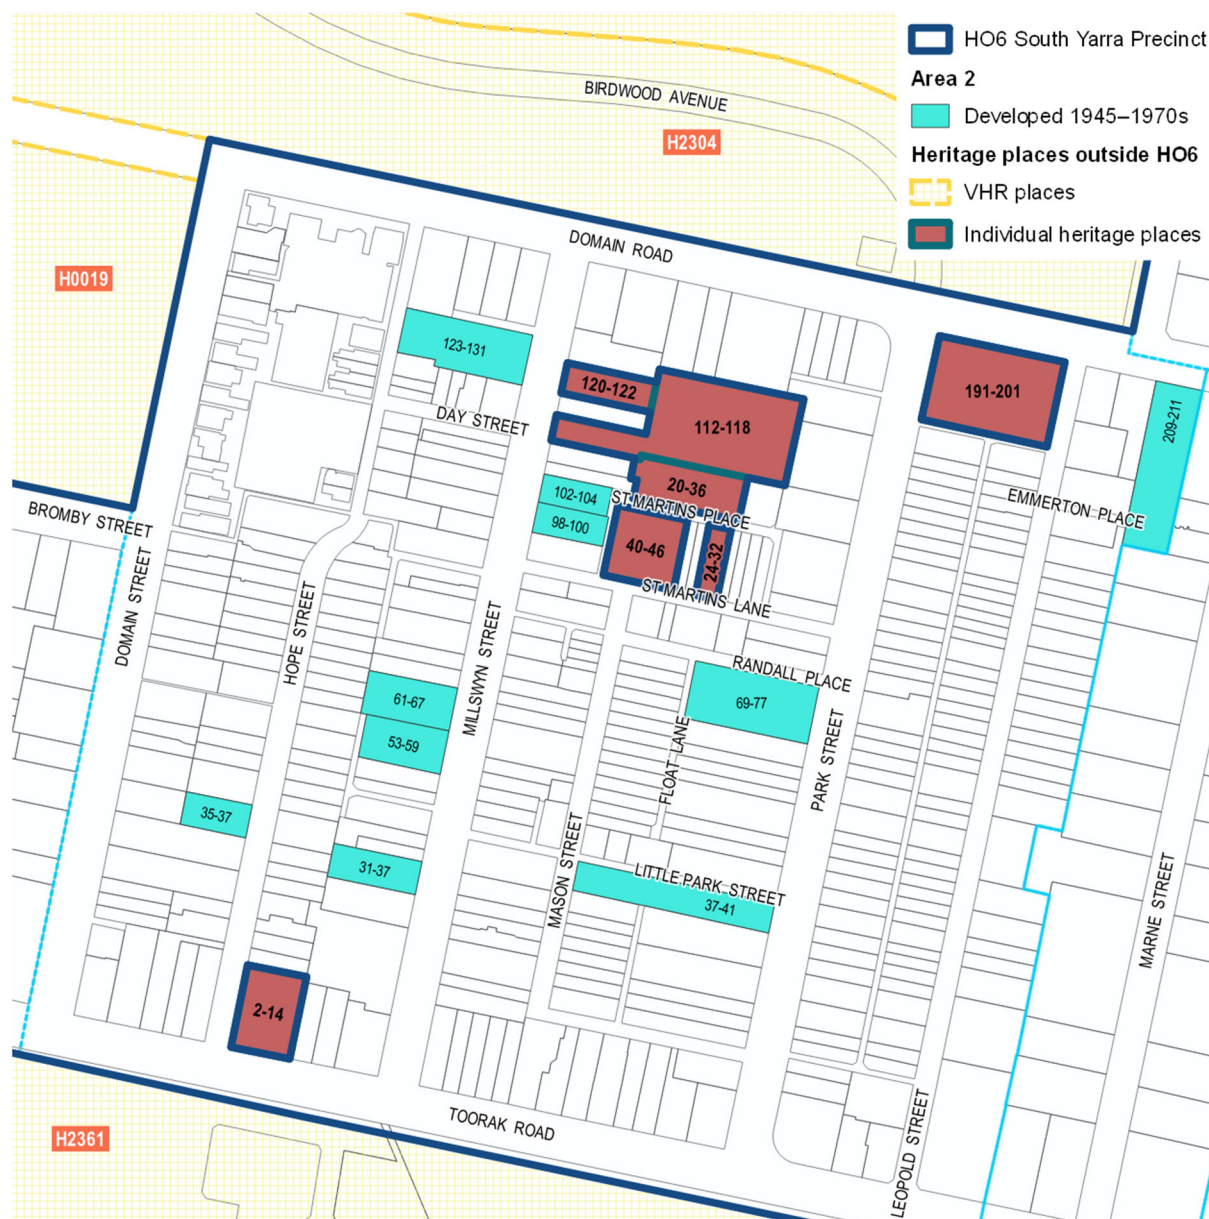 HO6 South Yarra Precinct
Area 2
Developed 1945–1970s
Heritage places outside HO6
VHR places
Individual heritage places
BIRDWOOD AVENUE
H2304
DOMAIN ROAD
H0019
123-131
120-122
112-118
191-201
209-211
DAY STREET
20-36
102-104
ST MARTINS PLACE
98-100
EMMERTON PLACE
BROMBY STREET
40-46
24-32
ST MARTINS LANE
DOMAIN STREET
HOPE STREET
MILLSWYN STREET
RANDALL PLACE
61-67
69-77
53-59
FLOAT LANE
PARK STREET
35-37
31-37
MASON STREET
LITTLE PARK STREET
37-41
MARNE STREET
2-14
TOORAK ROAD
LEOPOLD STREET
H2361